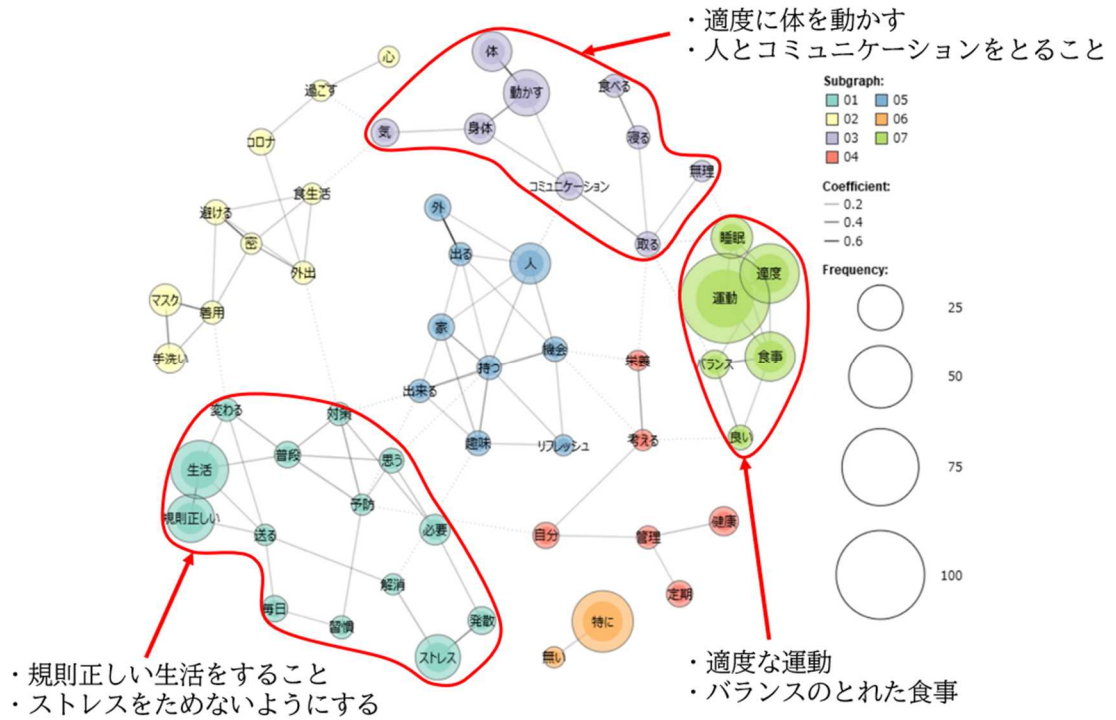 ・適度に体を動かす
・人とコミュニケーションをとること
心
体
過ごす
動かす
食べる
Subgraph:
01 05
02 06
03 07
04
気
身体
寝る
コロナ
無理
コミュニケーション
Coefficient:
0.2
0.4
0.6
食生活
避ける
外
密
出る
人
取る
睡眠
外出
適度
Frequency:
マスク
着用
運動
25
家
手洗い
機会
持つ
栄養
バランス
食事
50
出来る
変わる
対策
趣味
リフレッシュ
考える
良い
普段
思う
生活
75
予防
規則正しい
送る
必要
自分
管理
健康
解消
100
定期
毎日
習慣
発散
特に
ストレス
無い
・規則正しい生活をすること
・ストレスをためないようにする
・適度な運動
・バランスのとれた食事